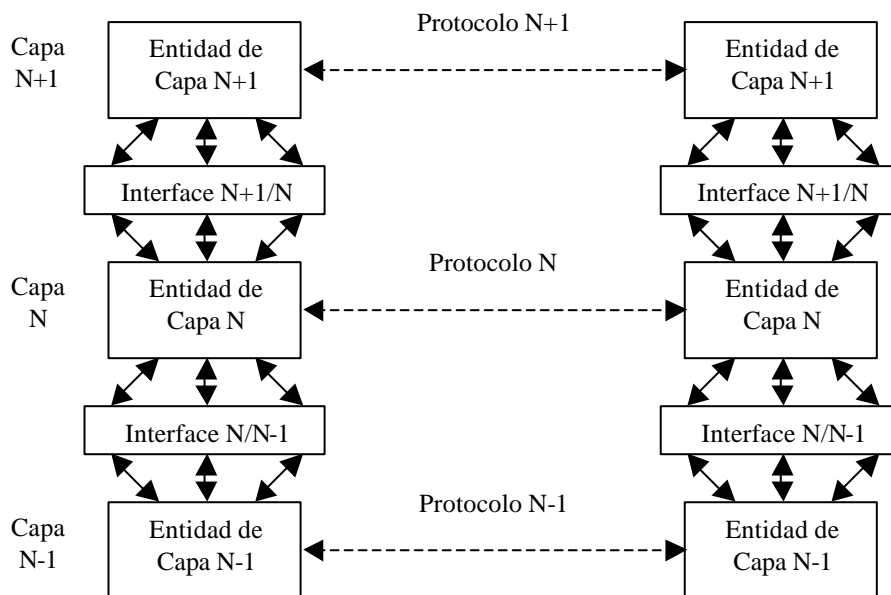 Protocolo N+1
Capa
N+1
Entidad de
Capa N+1
Entidad de
Capa N+1
Interface N+1/N
Interface N+1/N
Protocolo N
Capa
N
Entidad de
Capa N
Entidad de
Capa N
Interface N/N-1
Interface N/N-1
Protocolo N-1
Capa
N-1
Entidad de
Capa N-1
Entidad de
Capa N-1